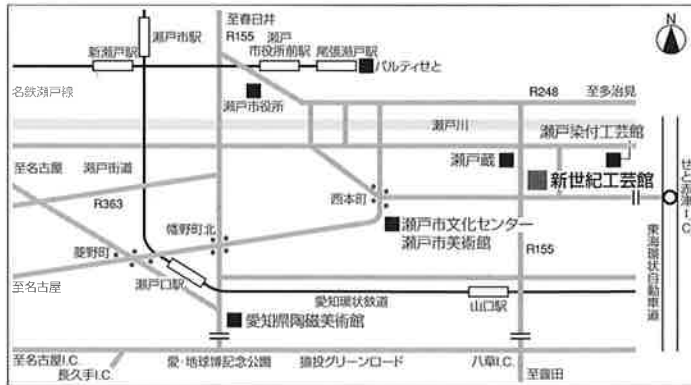 至春日井
N
瀬戸市駅
R155
瀬戸
市役所前駅
尾張瀬戸駅
新瀬戸駅
パルティせと
名鉄瀬戸線
瀬戸市役所
R248
至多治見
瀬戸川
瀬戸染付工芸館
至名古屋
瀬戸街道
瀬戸蔵
新世紀工芸館
せと赤津I.C.
R363
西本町
幡野町北
瀬戸市文化センター
瀬戸市美術館
菱野町
R155
東海環状自動車道
至名古屋
瀬戸口駅
愛知環状鉄道
山口駅
愛知県陶磁美術館
至名古屋I.C.
長久手I.C.
愛・地球博記念公園
猿投グリーンロード
八草I.C.
至豊田